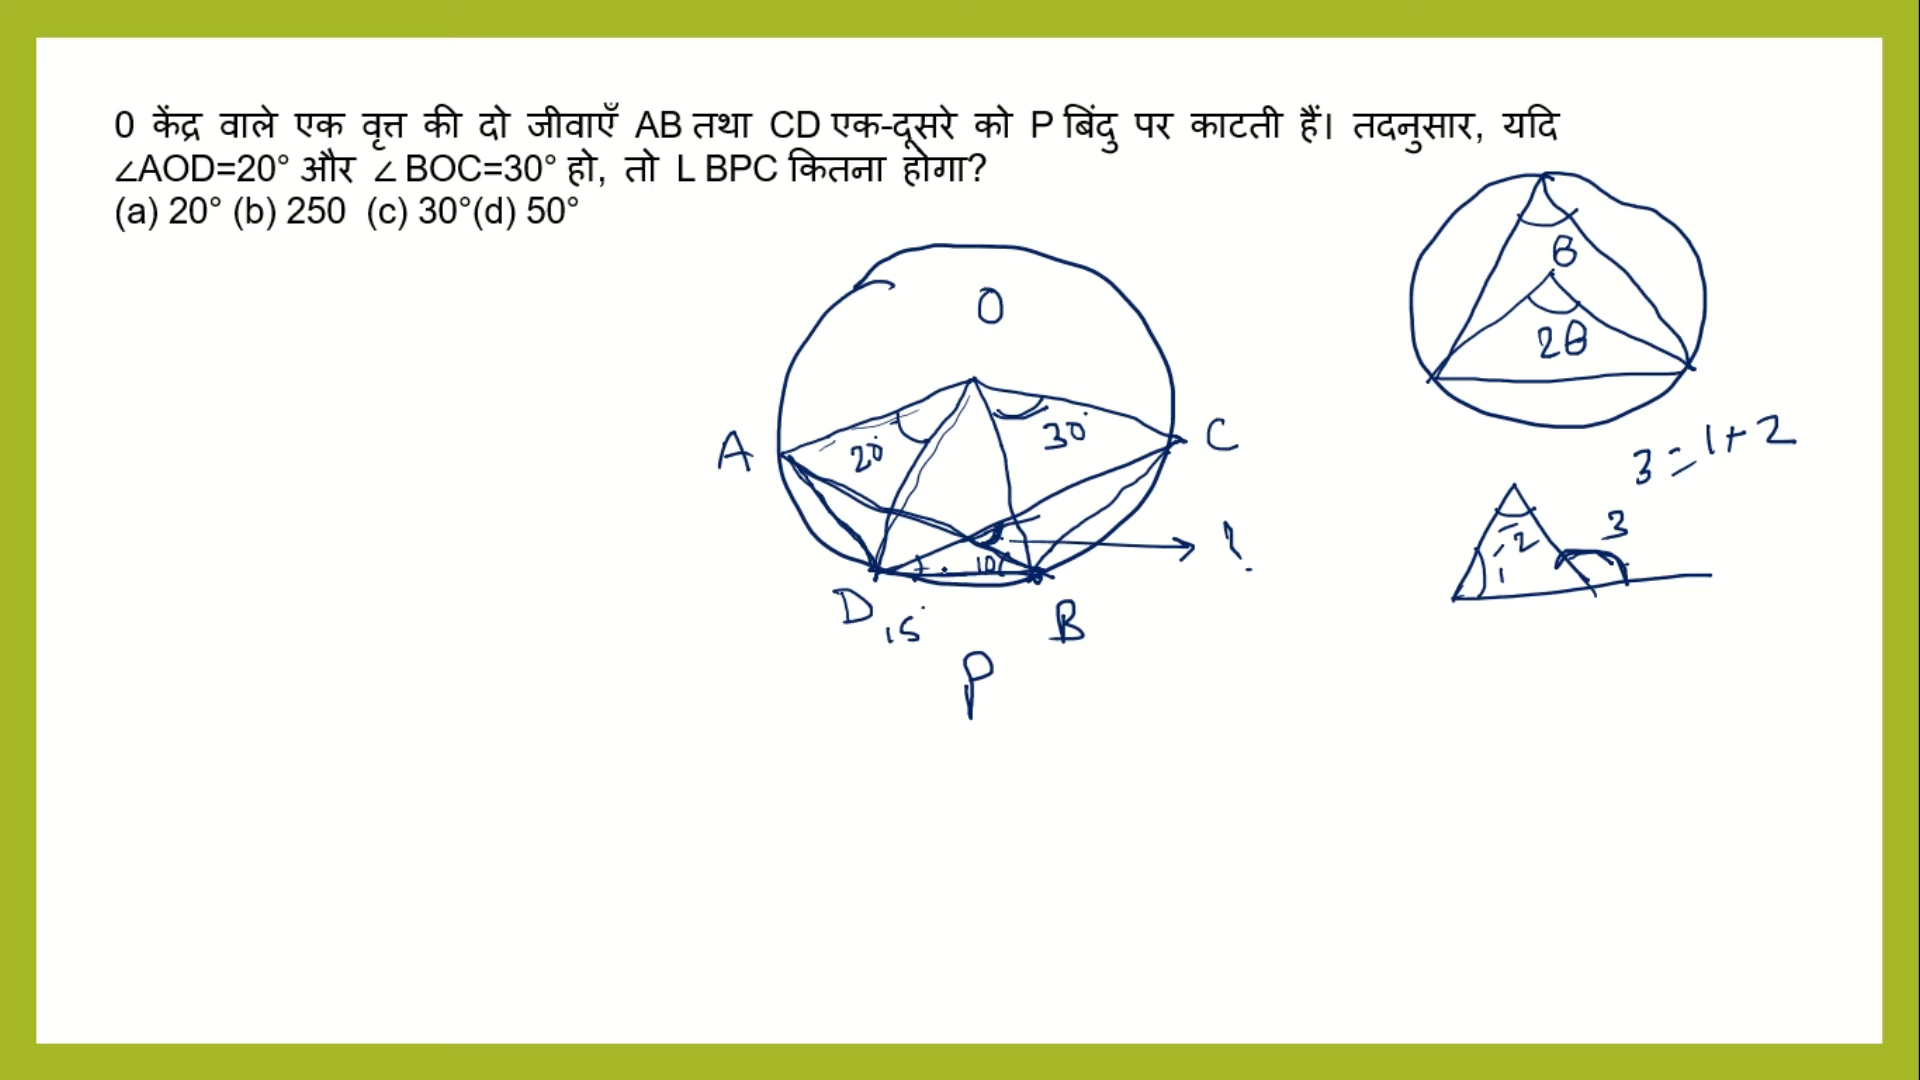 0 केंद्र वाले एक वृत्त की दो जीवाएँ AB तथा CD एक-दूसरे को P बिंदु पर काटती हैं। तदनुसार, यदि
∠AOD=20° और ∠BOC=30° हो, तो L BPC कितना होगा?
(a) 20° (b) 250 (c) 30°(d) 50°
O
θ
2θ
A
20°
30°
C
3=1+2
3
2
1
?
10°
D
15°
B
P